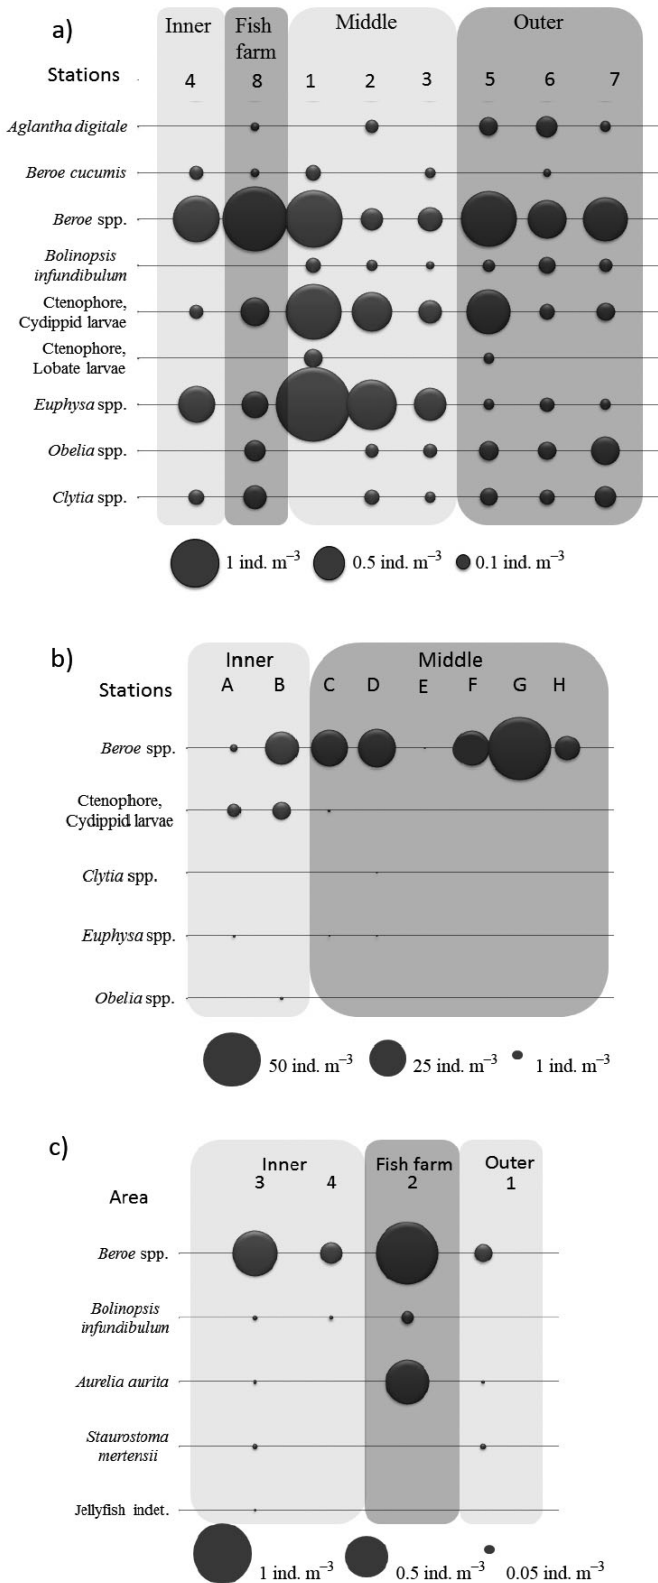 a)
Inner Fish farm Middle Outer
Stations 4 8 1 2 3 5 6 7
Aglantha digitale
Beroe cucumis
Beroe spp.
Bolinopsis
infundibulum
Ctenophore,
Cydippid larvae
Ctenophore,
Lobate larvae
Euphysa spp.
Obelia spp.
Clytia spp.
1 ind. m⁻³ 0.5 ind. m⁻³ 0.1 ind. m⁻³
b)
Inner Middle
Stations A B C D E F G H
Beroe spp.
Ctenophore,
Cydippid larvae
Clytia spp.
Euphysa spp.
Obelia spp.
50 ind. m⁻³ 25 ind. m⁻³ 1 ind. m⁻³
c)
Inner Fish farm Outer
3 4 2 1
Area
Beroe spp.
Bolinopsis
infundibulum
Aurelia aurita
Staurostoma
mertensii
Jellyfish indet.
1 ind. m⁻³ 0.5 ind. m⁻³ 0.05 ind. m⁻³